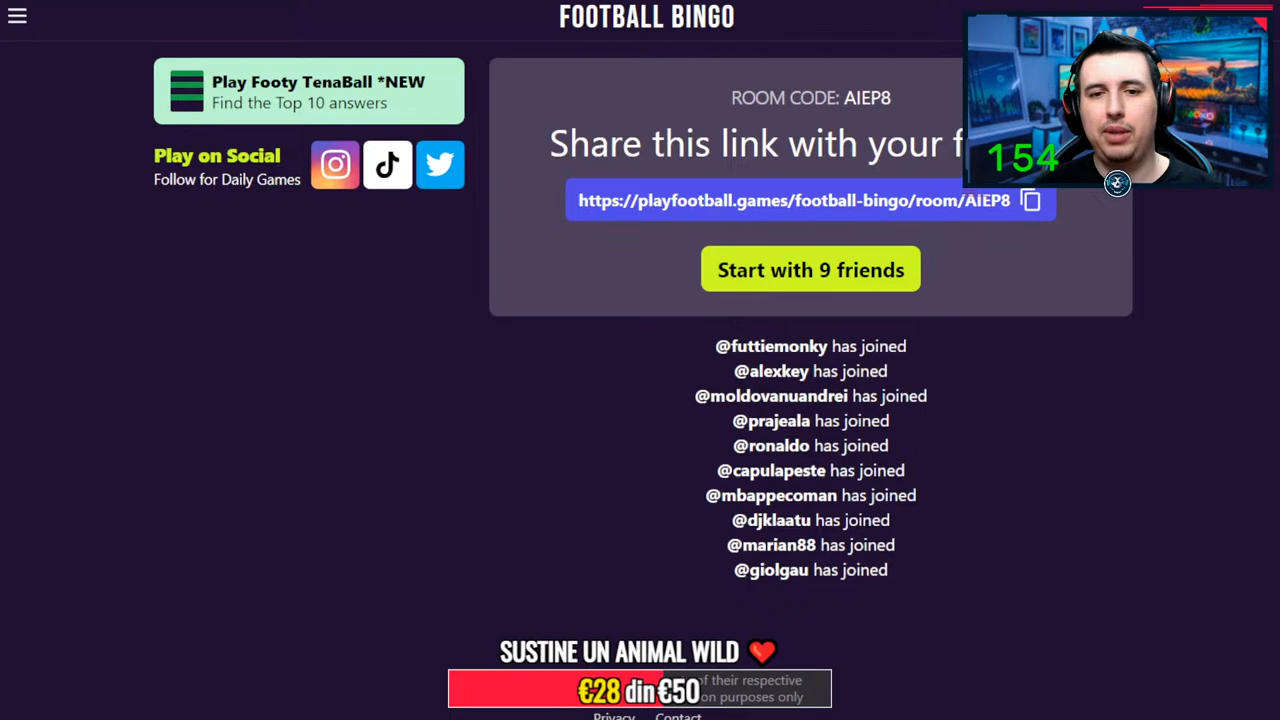 FOOTBALL BINGO
Play Footy TenaBall *NEW
Find the Top 10 answers
Play on Social
Follow for Daily Games
ROOM CODE: AIEP8
Share this link with your f
https://playfootball.games/football-bingo/room/AIEP8
Start with 9 friends
154
@futtiemonky has joined
@alexkey has joined
@moldovanuandrei has joined
@prajeala has joined
@ronaldo has joined
@capulapeste has joined
@mbappecoman has joined
@djklaatu has joined
@marian88 has joined
@giolgau has joined
SUSTINE UN ANIMAL WILD ❤️
€28 din €50
of their respective
on purposes only
Privacy Contact